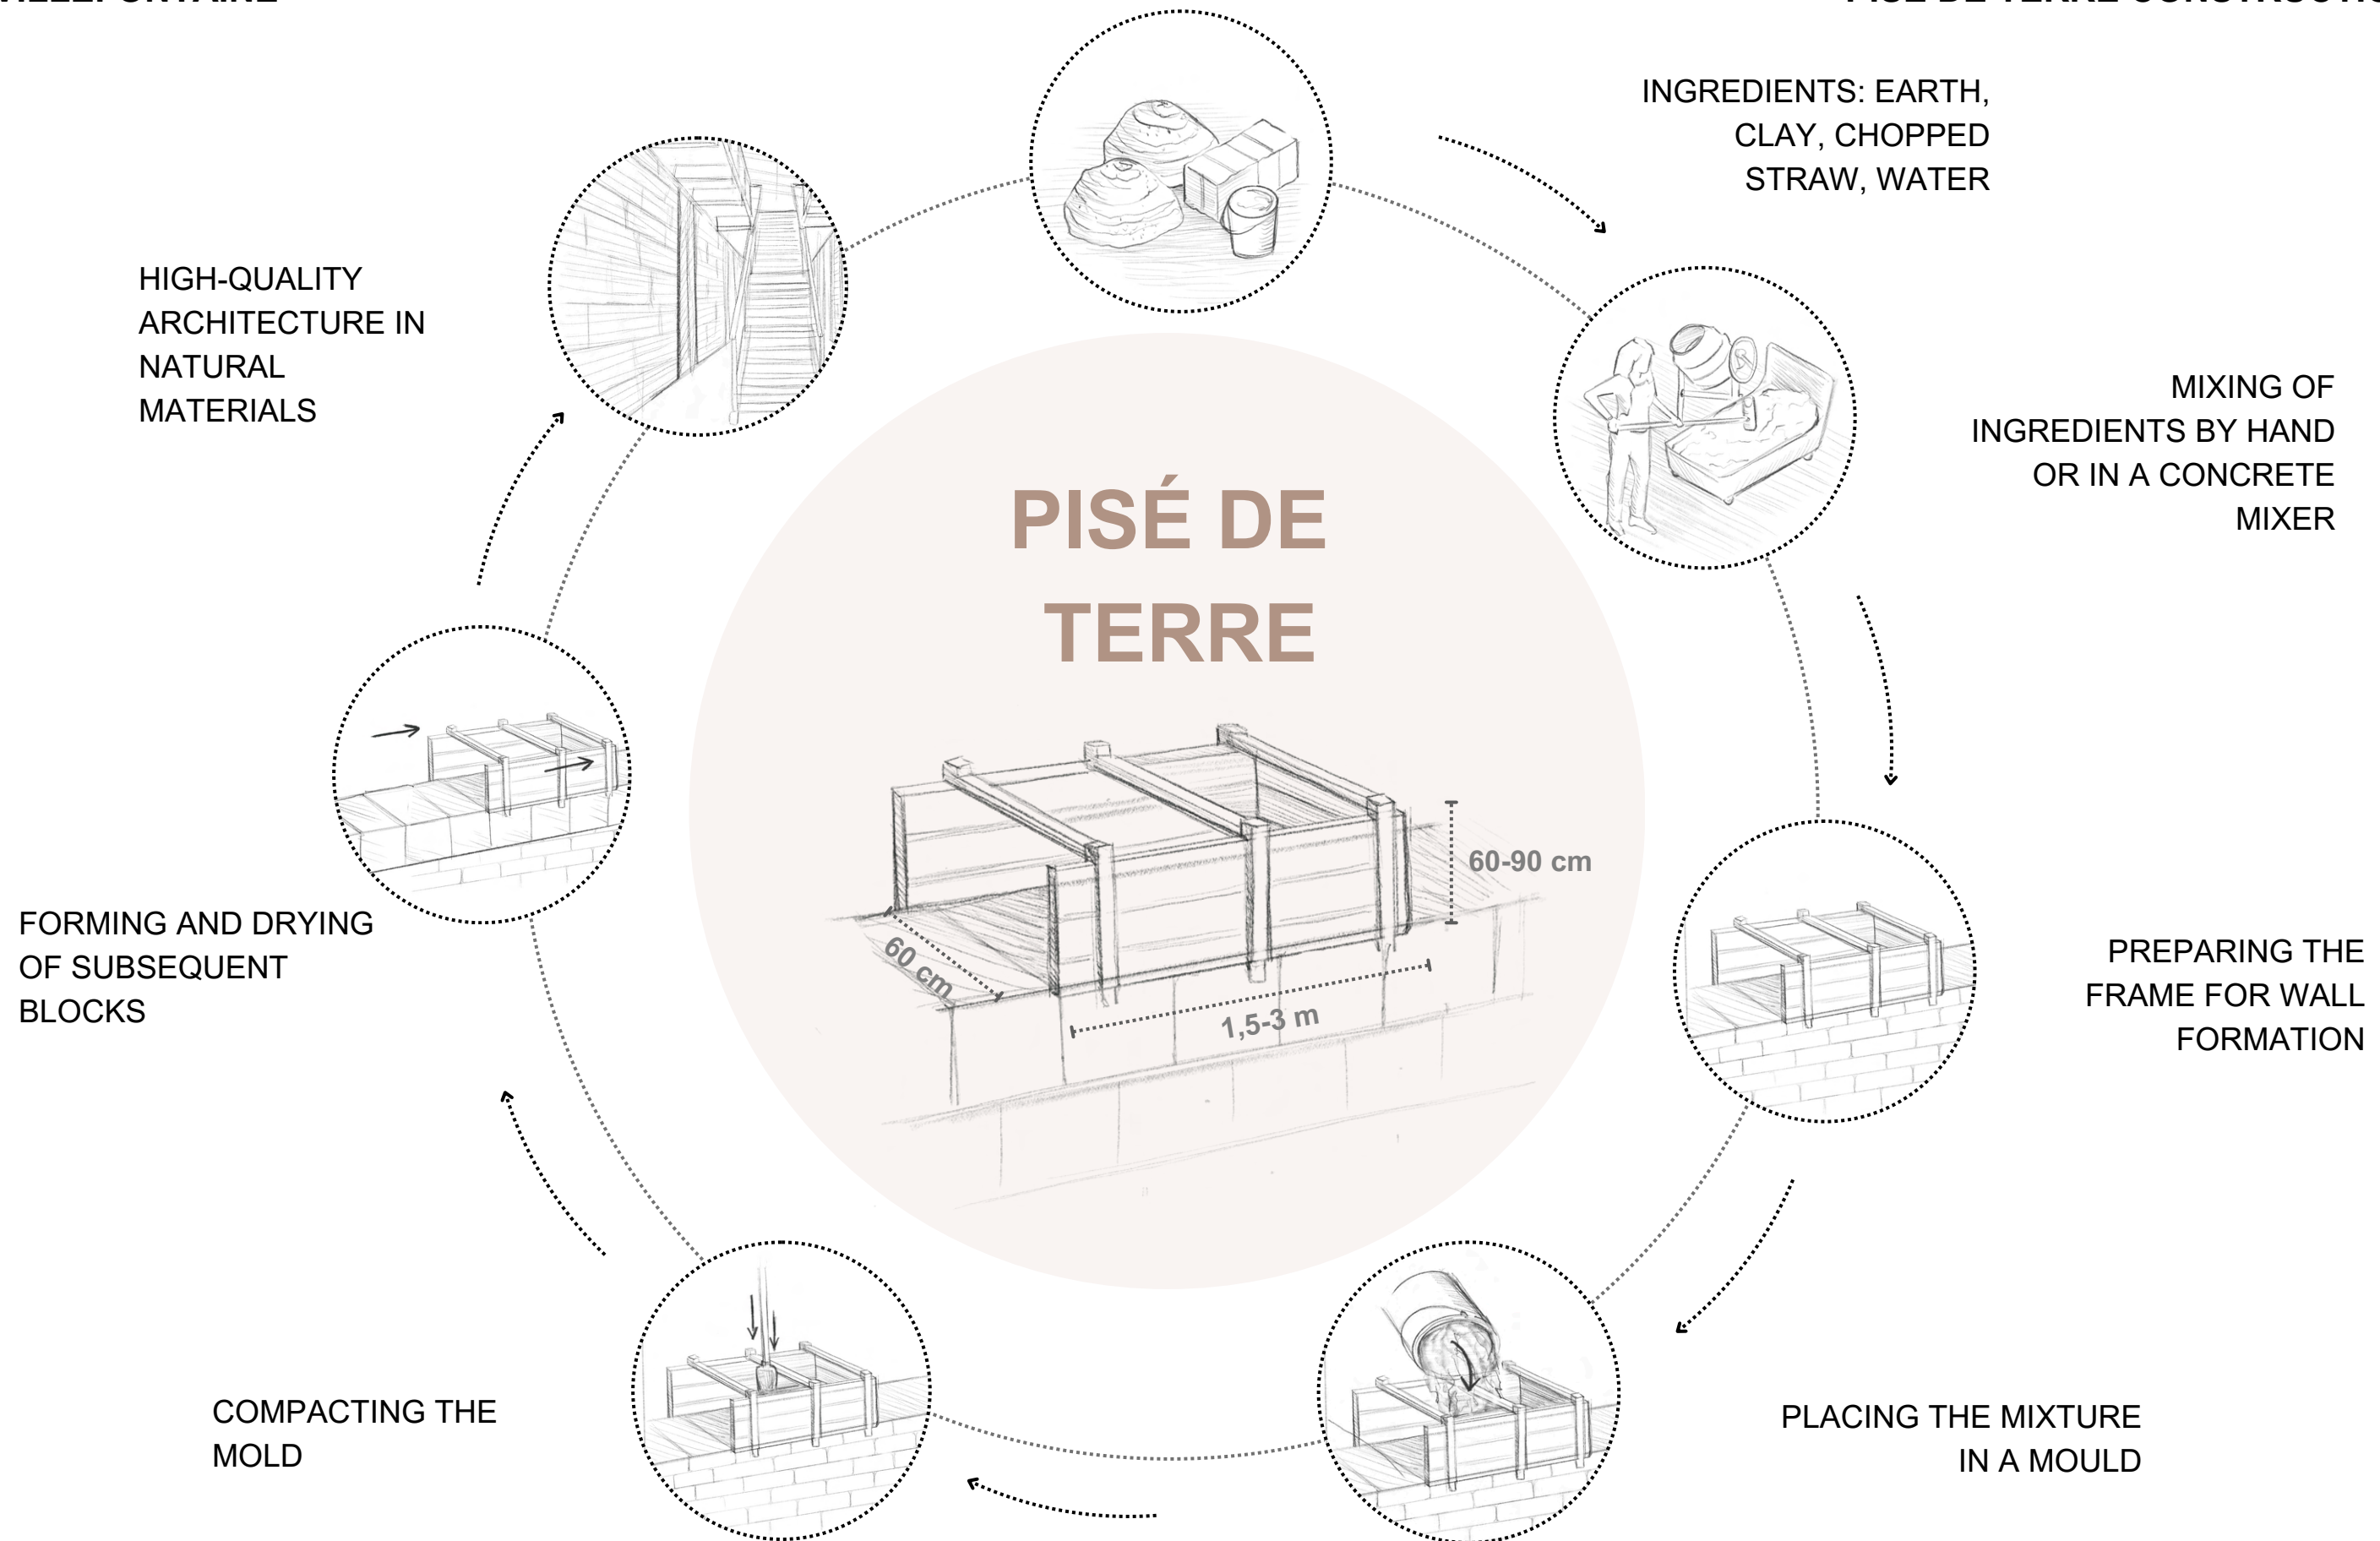 INGREDIENTS: EARTH,
CLAY, CHOPPED
STRAW, WATER
MIXING OF
INGREDIENTS BY HAND
OR IN A CONCRETE
MIXER
PREPARING THE
FRAME FOR WALL
FORMATION
PLACING THE MIXTURE
IN A MOULD
COMPACTING THE
MOLD
FORMING AND DRYING
OF SUBSEQUENT
BLOCKS
HIGH-QUALITY
ARCHITECTURE IN
NATURAL
MATERIALS
PISÉ DE
TERRE
60-90 cm
60 cm
1,5-3 m